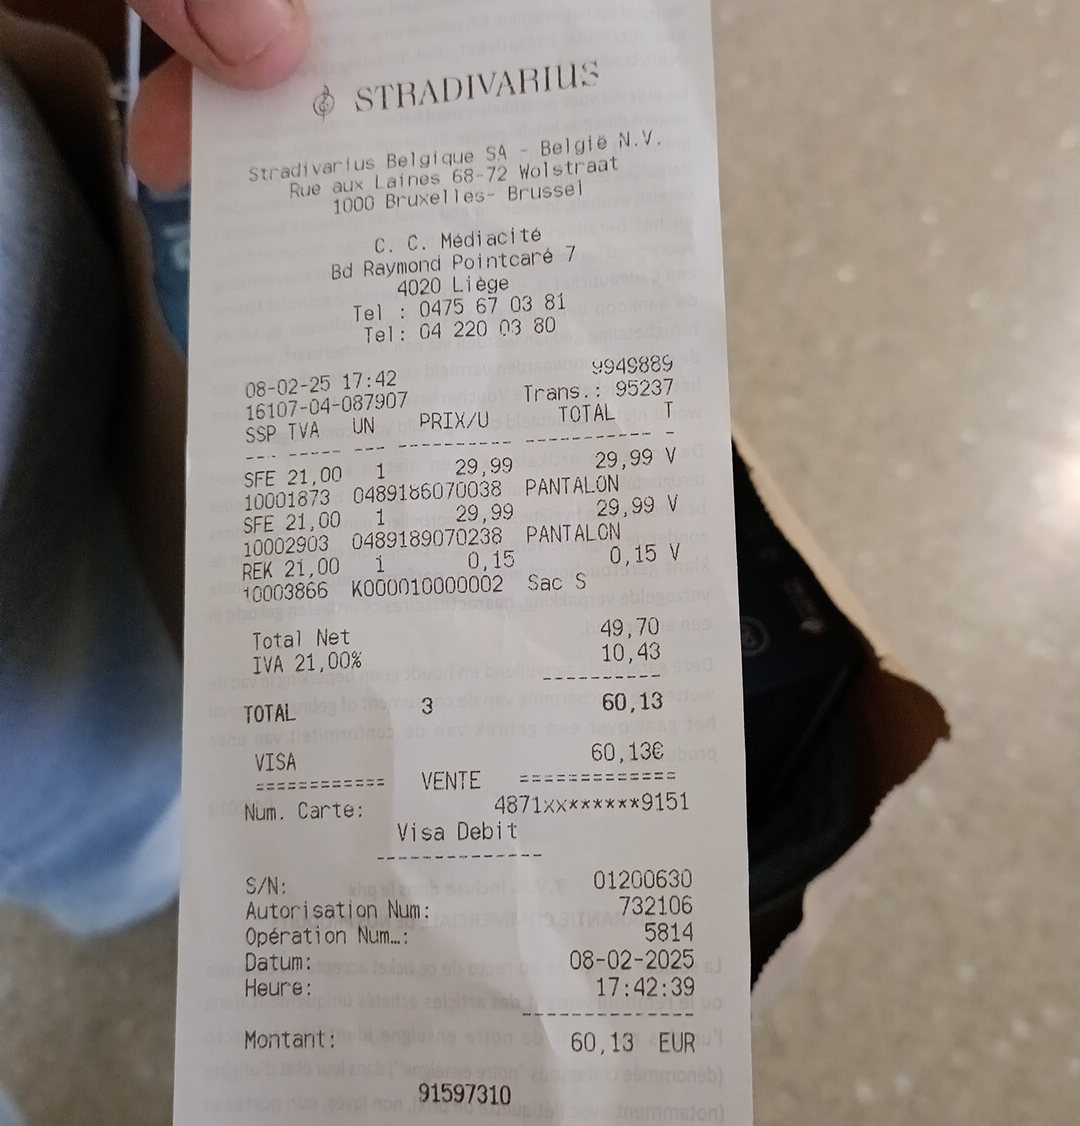 STRADIVARIUS
Stradivarius Belgique SA - België N.V.
Rue aux Laines 68-72 Wolstraat
1000 Bruxelles- Brussel
C. C. Médiacité
Bd Raymond Pointcaré 7
4020 Liège
Tel : 0475 67 03 81
Tel: 04 220 03 80
9949889
08-02-25 17:42
16107-04-087907 Trans.: 95237
SSP TVA UN PRIX/U TOTAL T
--- ----- --- ---------- ----------- -
SFE 21,00 1 29,99 29,99 V
10001873 0489186070038 PANTALON
SFE 21,00 1 29,99 29,99 V
10002903 0489189070238 PANTALON
REK 21,00 1 0,15 0,15 V
10003866 K000010000002 Sac S
Total Net 49,70
IVA 21,00% 10,43
----------
TOTAL 3 60,13
VISA 60,13€
=========== VENTE =============
Num. Carte: 4871xx******9151
Visa Debit
--------------
S/N: 01200630
Autorisation Num: 732106
Opération Num…: 5814
Datum: 08-02-2025
Heure: 17:42:39
--------------
Montant: 60,13 EUR
91597310